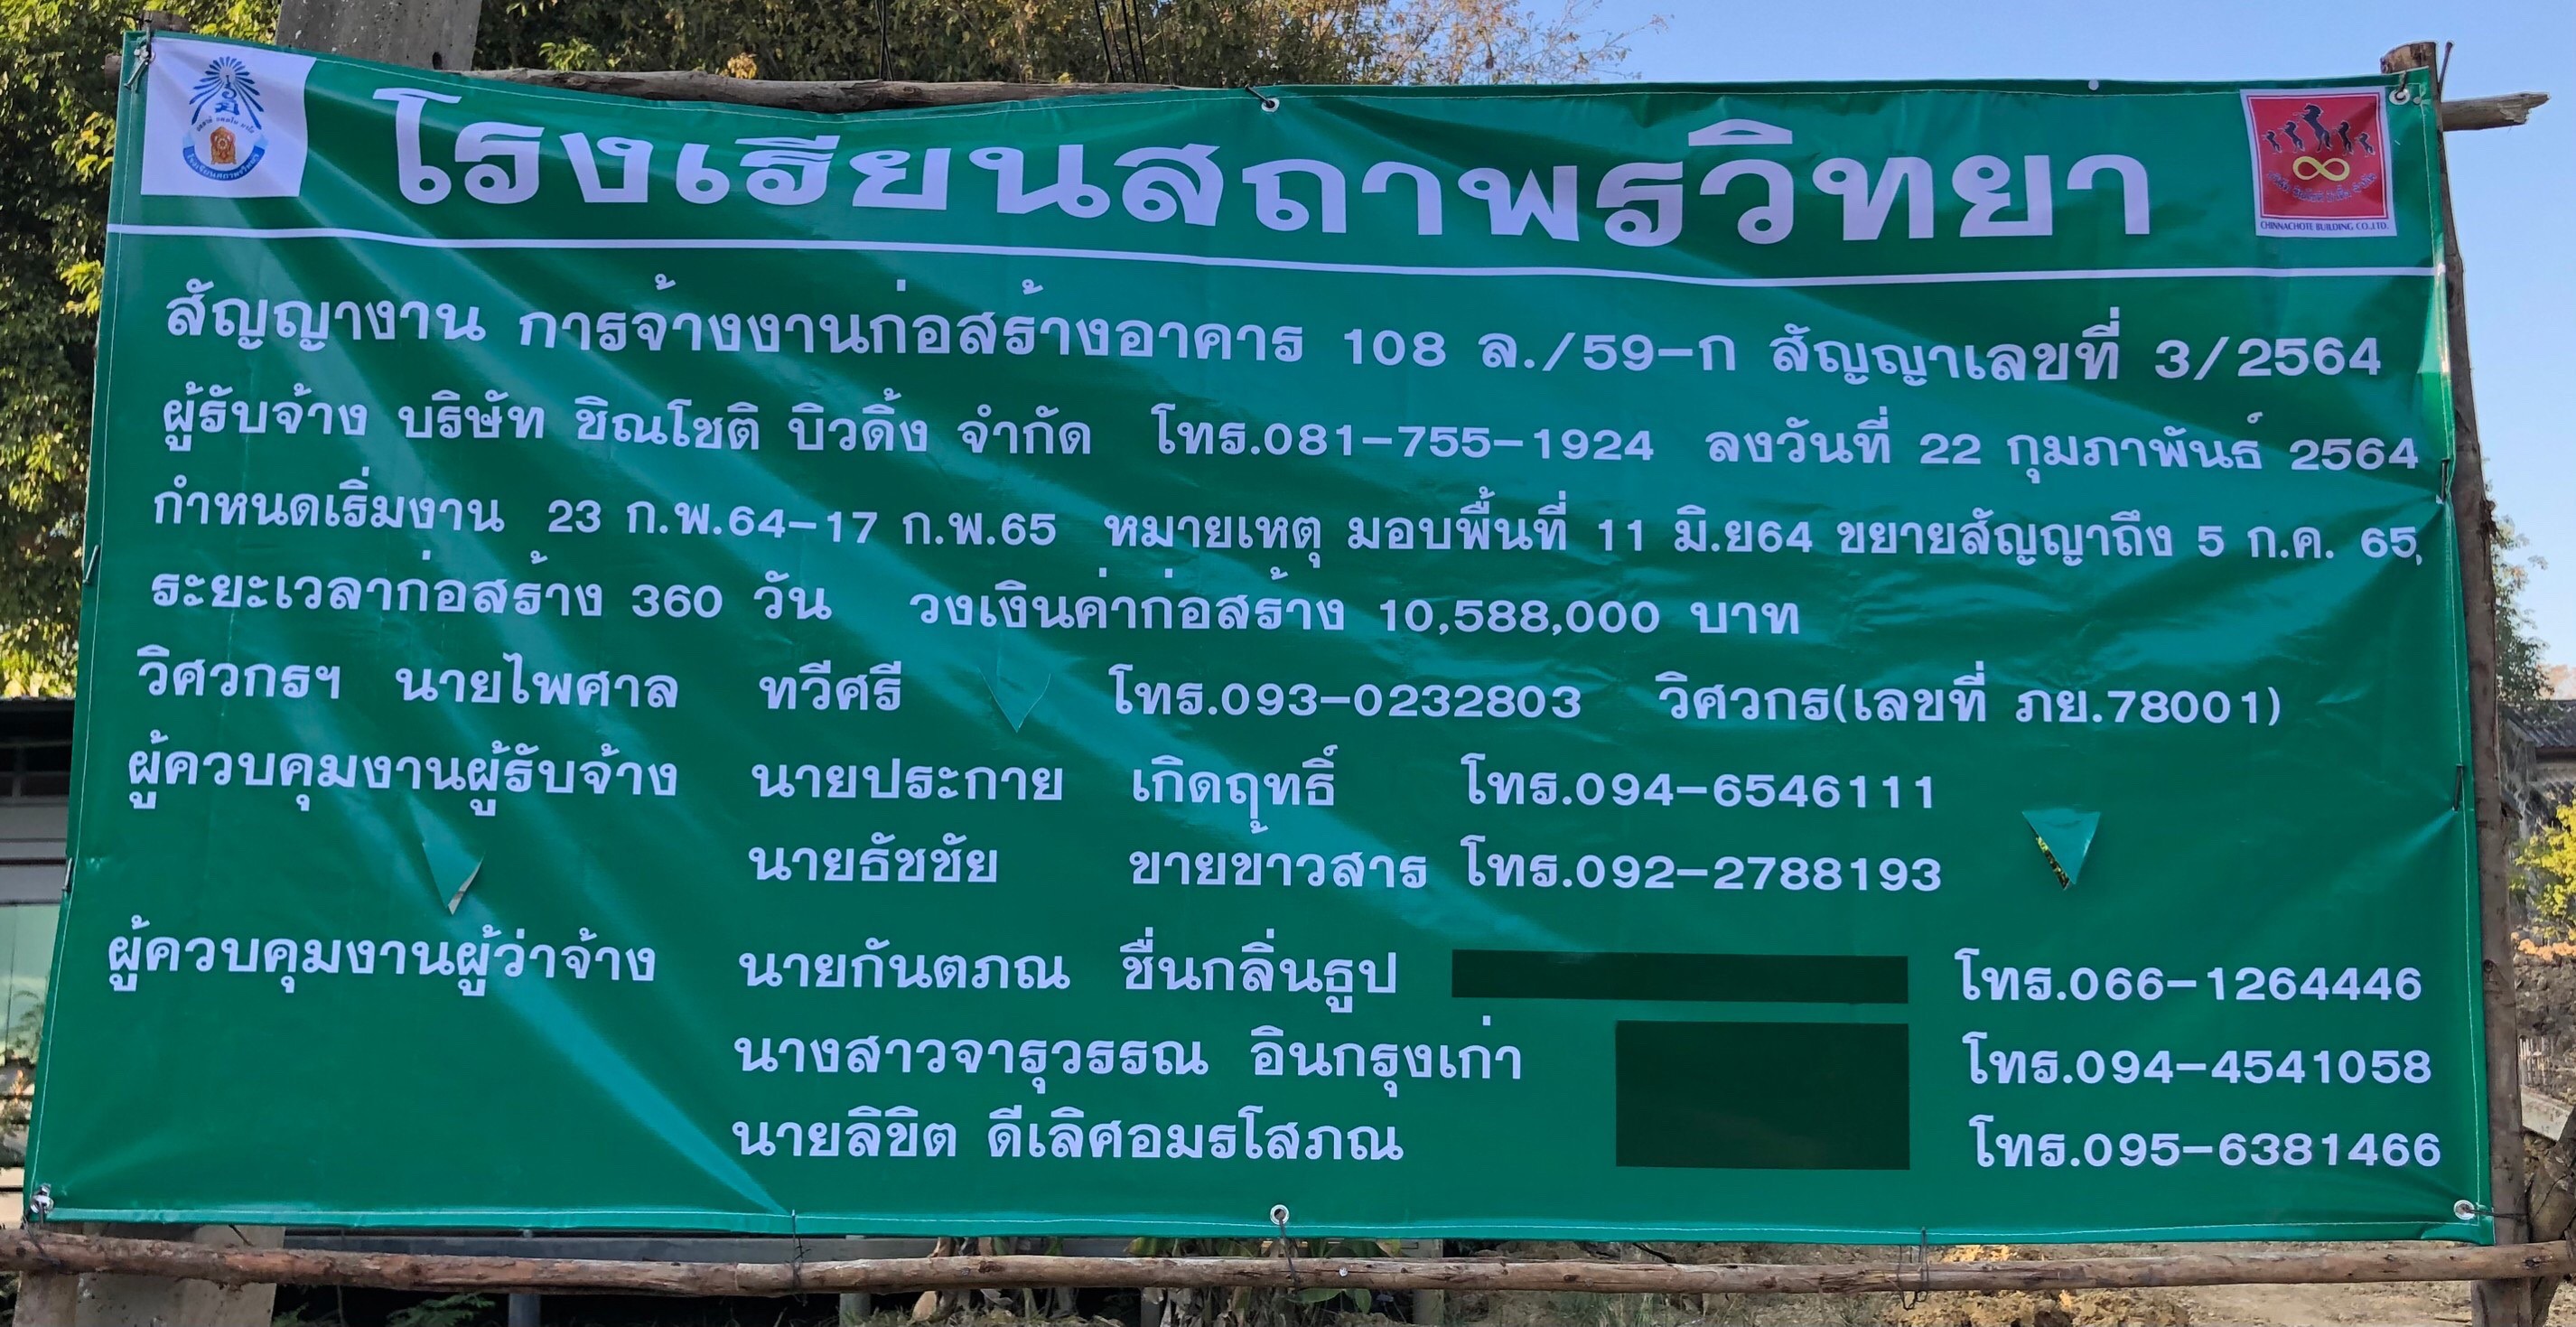 โรงเรียนสถาพรวิทยา
CHINNACHOTE BUILDING CO.,LTD.
สัญญางาน การจ้างงานก่อสร้างอาคาร 108 ล./59-ก สัญญาเลขที่ 3/2564
ผู้รับจ้าง บริษัท ชิณโชติ บิวดิ้ง จำกัด โทร.081-755-1924 ลงวันที่ 22 กุมภาพันธ์ 2564
กำหนดเริ่มงาน 23 ก.พ.64-17 ก.พ.65 หมายเหตุ มอบพื้นที่ 11 มิ.ย64 ขยายสัญญาถึง 5 ก.ค. 65,
ระยะเวลาก่อสร้าง 360 วัน วงเงินค่าก่อสร้าง 10,588,000 บาท
วิศวกรฯ นายไพศาล ทวีศรี โทร.093-0232803 วิศวกร(เลขที่ ภย.78001)
ผู้ควบคุมงานผู้รับจ้าง นายประกาย เกิดฤทธิ์ โทร.094-6546111
นายธัชชัย ขายข้าวสาร โทร.092-2788193
ผู้ควบคุมงานผู้ว่าจ้าง นายกันตภณ ชื่นกลิ่นธูป โทร.066-1264446
นางสาวจารุวรรณ อินกรุงเก่า โทร.094-4541058
นายลิขิต ดีเลิศอมรโสภณ โทร.095-6381466